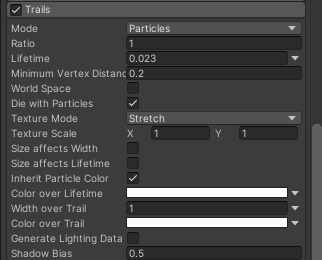 Trails
Mode Particles
Ratio 1
Lifetime 0.023
Minimum Vertex Distanc 0.2
World Space
Die with Particles
Texture Mode Stretch
Texture Scale X 1 Y 1
Size affects Width
Size affects Lifetime
Inherit Particle Color
Color over Lifetime
Width over Trail 1
Color over Trail
Generate Lighting Data
Shadow Bias 0.5